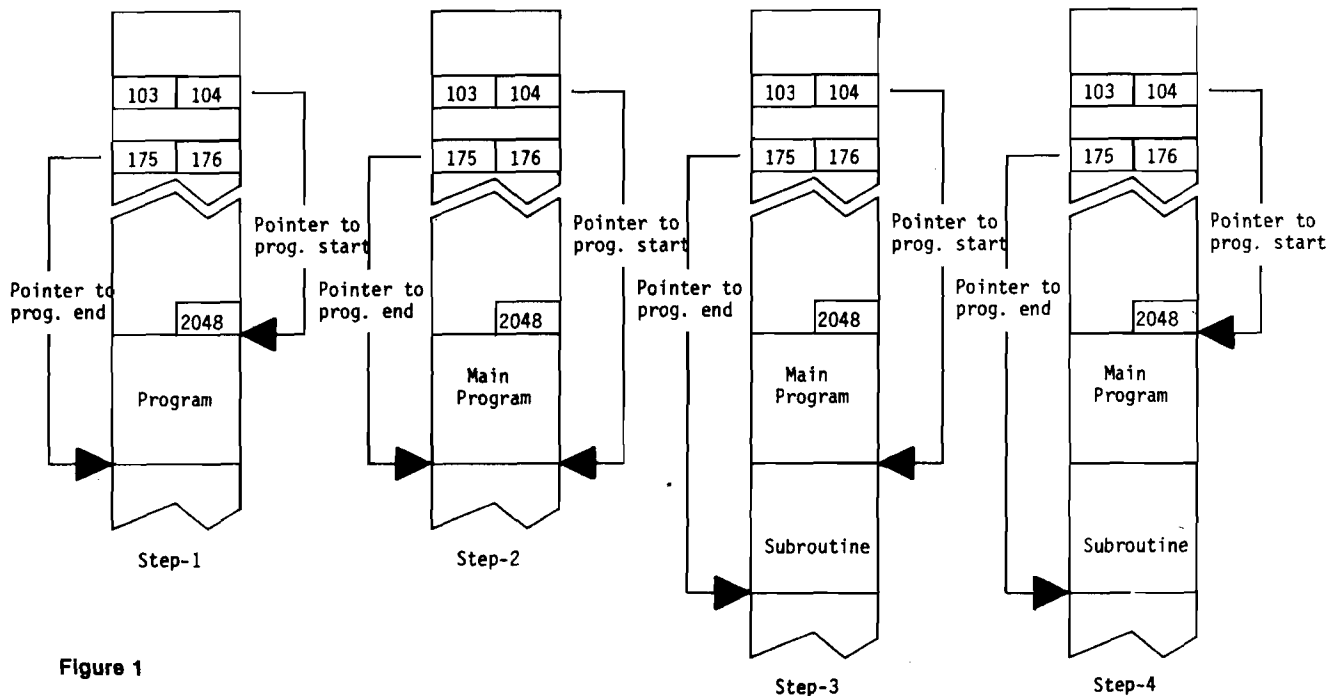 103 104
175 176
Pointer to
prog. start
Pointer to
prog. end
2048
Program
Step-1
103 104
175 176
Pointer to
prog. start
Pointer to
prog. end
2048
Main
Program
Step-2
103 104
175 176
Pointer to
prog. start
Pointer to
prog. end
2048
Main
Program
Subroutine
Step-3
103 104
175 176
Pointer to
prog. start
Pointer to
prog. end
2048
Main
Program
Subroutine
Step-4
Figure 1